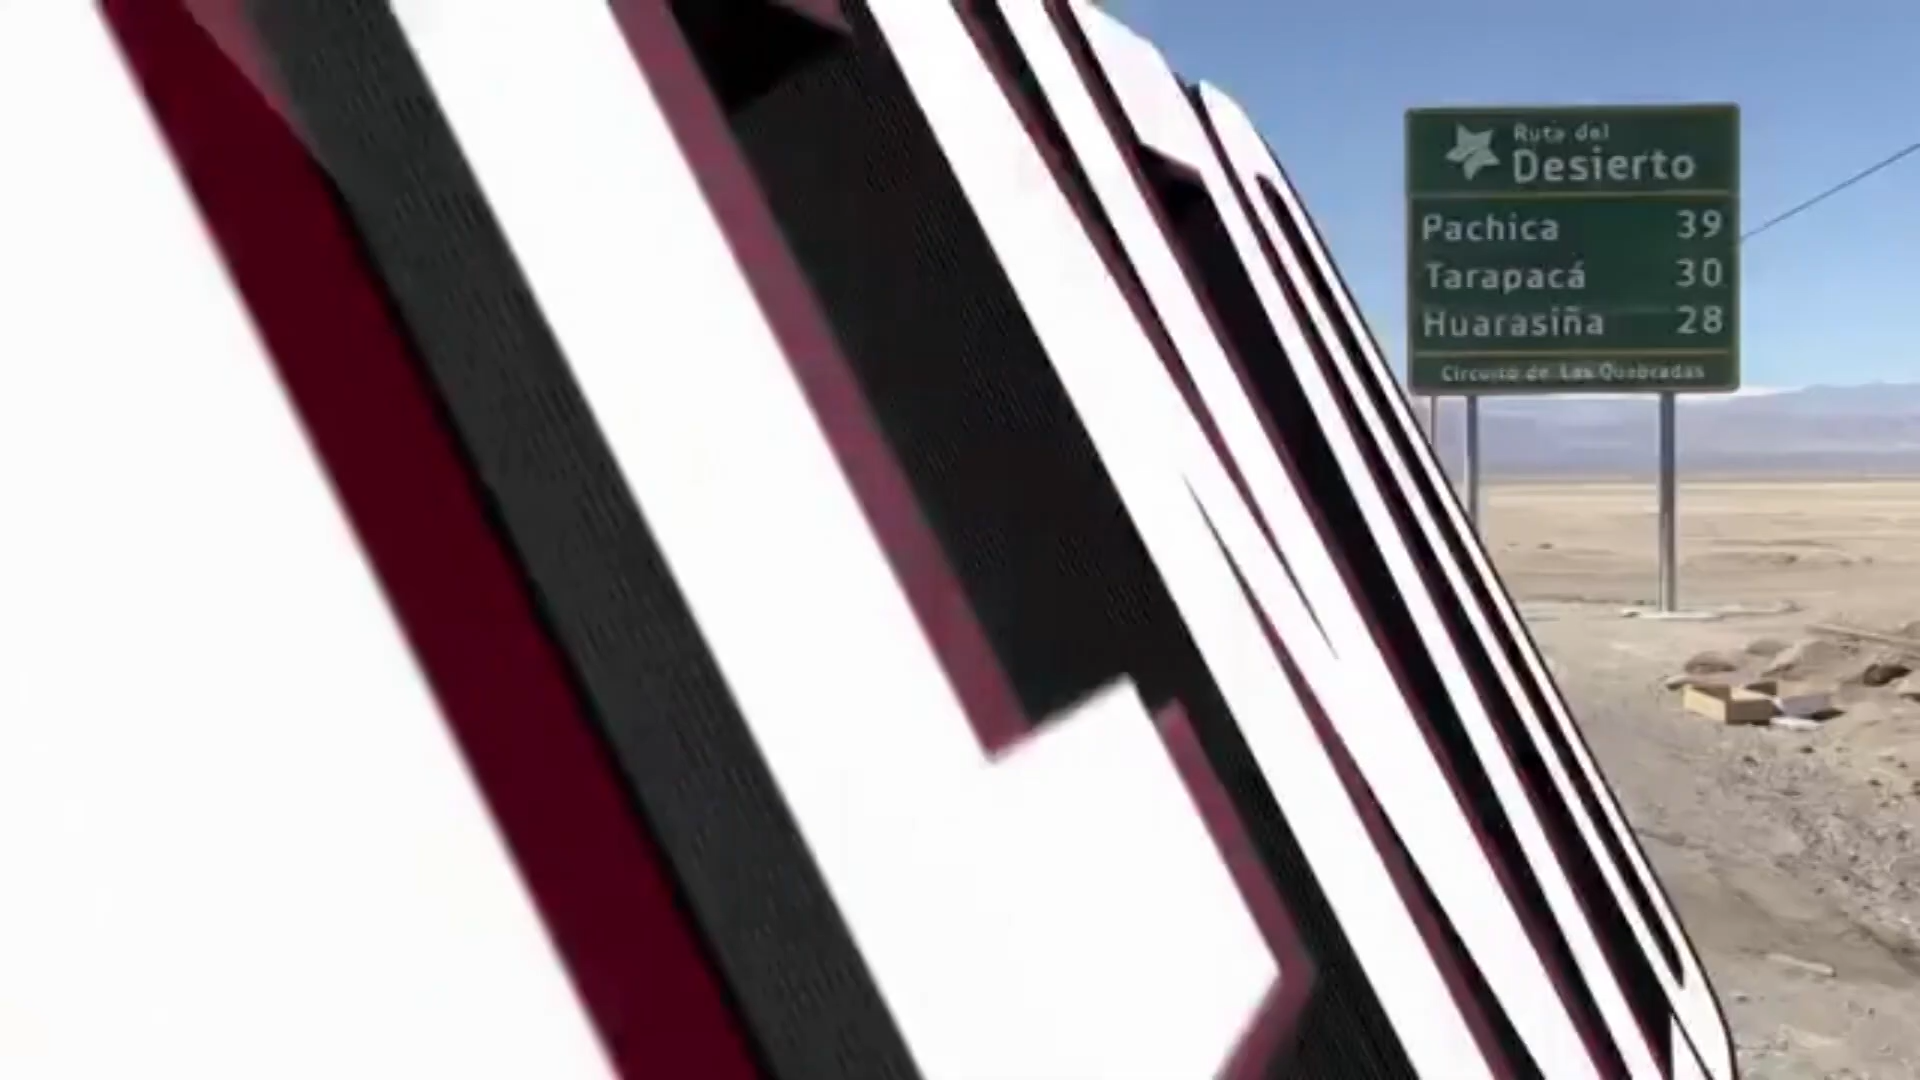 Ruta del
Desierto
Pachica 39
Tarapacá 30
Huarasiña 28
Circuito de Las Quebradas